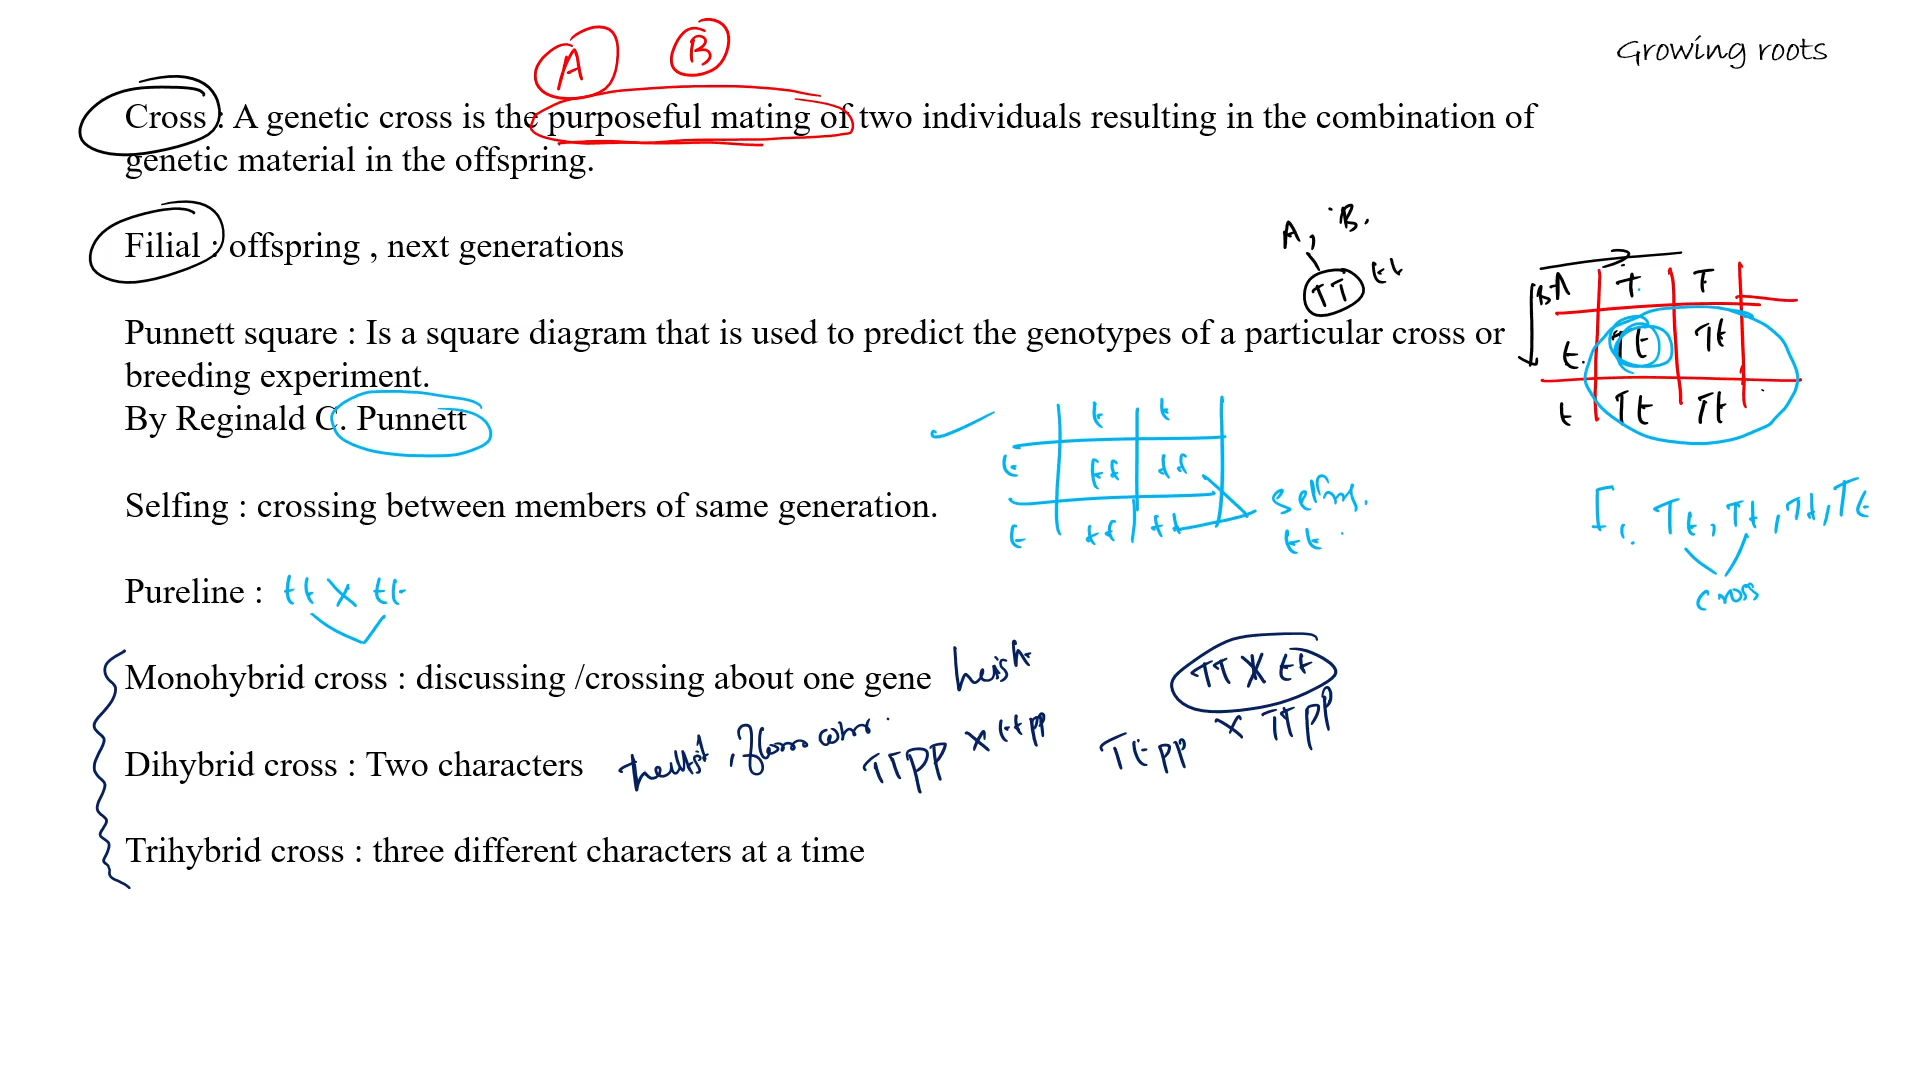 Growing roots
A B
Cross : A genetic cross is the purposeful mating of two individuals resulting in the combination of
genetic material in the offspring.
Filial : offspring , next generations
A, B.
TT tt
BA T T
t Tt Tt
t Tt Tt
Punnett square : Is a square diagram that is used to predict the genotypes of a particular cross or
breeding experiment.
By Reginald C. Punnett
t t
t tt tt
t tt tt
Selfing : crossing between members of same generation.
selfing.
tt
F1. Tt, Tt, Tt, Tt
cross
Pureline : tt X tt
Monohybrid cross : discussing /crossing about one gene
TT X tt
Dihybrid cross : Two characters
TTPP X ttpp
Ttpp X TTPP
Trihybrid cross : three different characters at a time